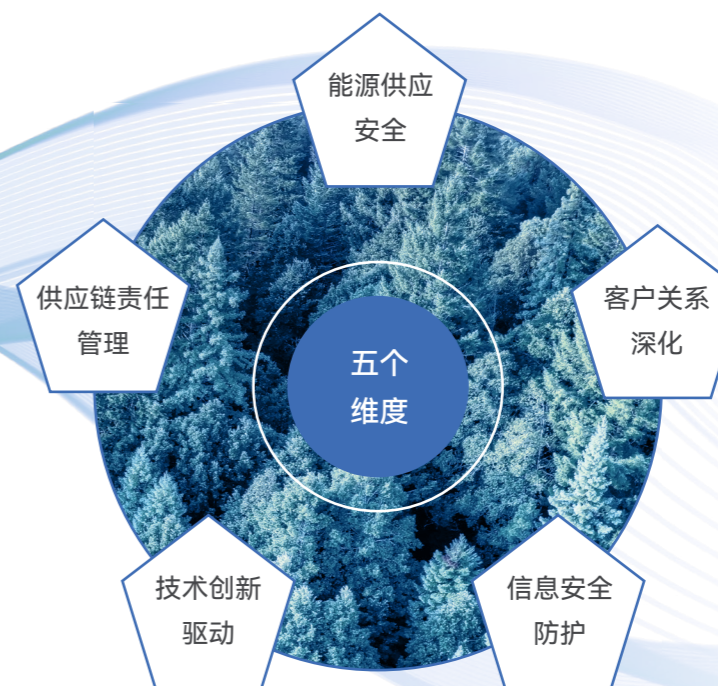 能源供应
安全
供应链责任
管理
客户关系
深化
五个
维度
技术创新
驱动
信息安全
防护